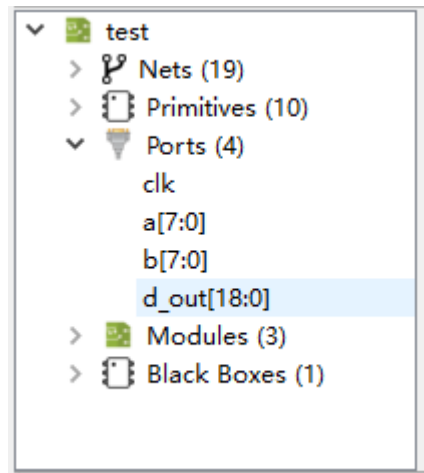 test
Nets (19)
Primitives (10)
Ports (4)
clk
a[7:0]
b[7:0]
d_out[18:0]
Modules (3)
Black Boxes (1)